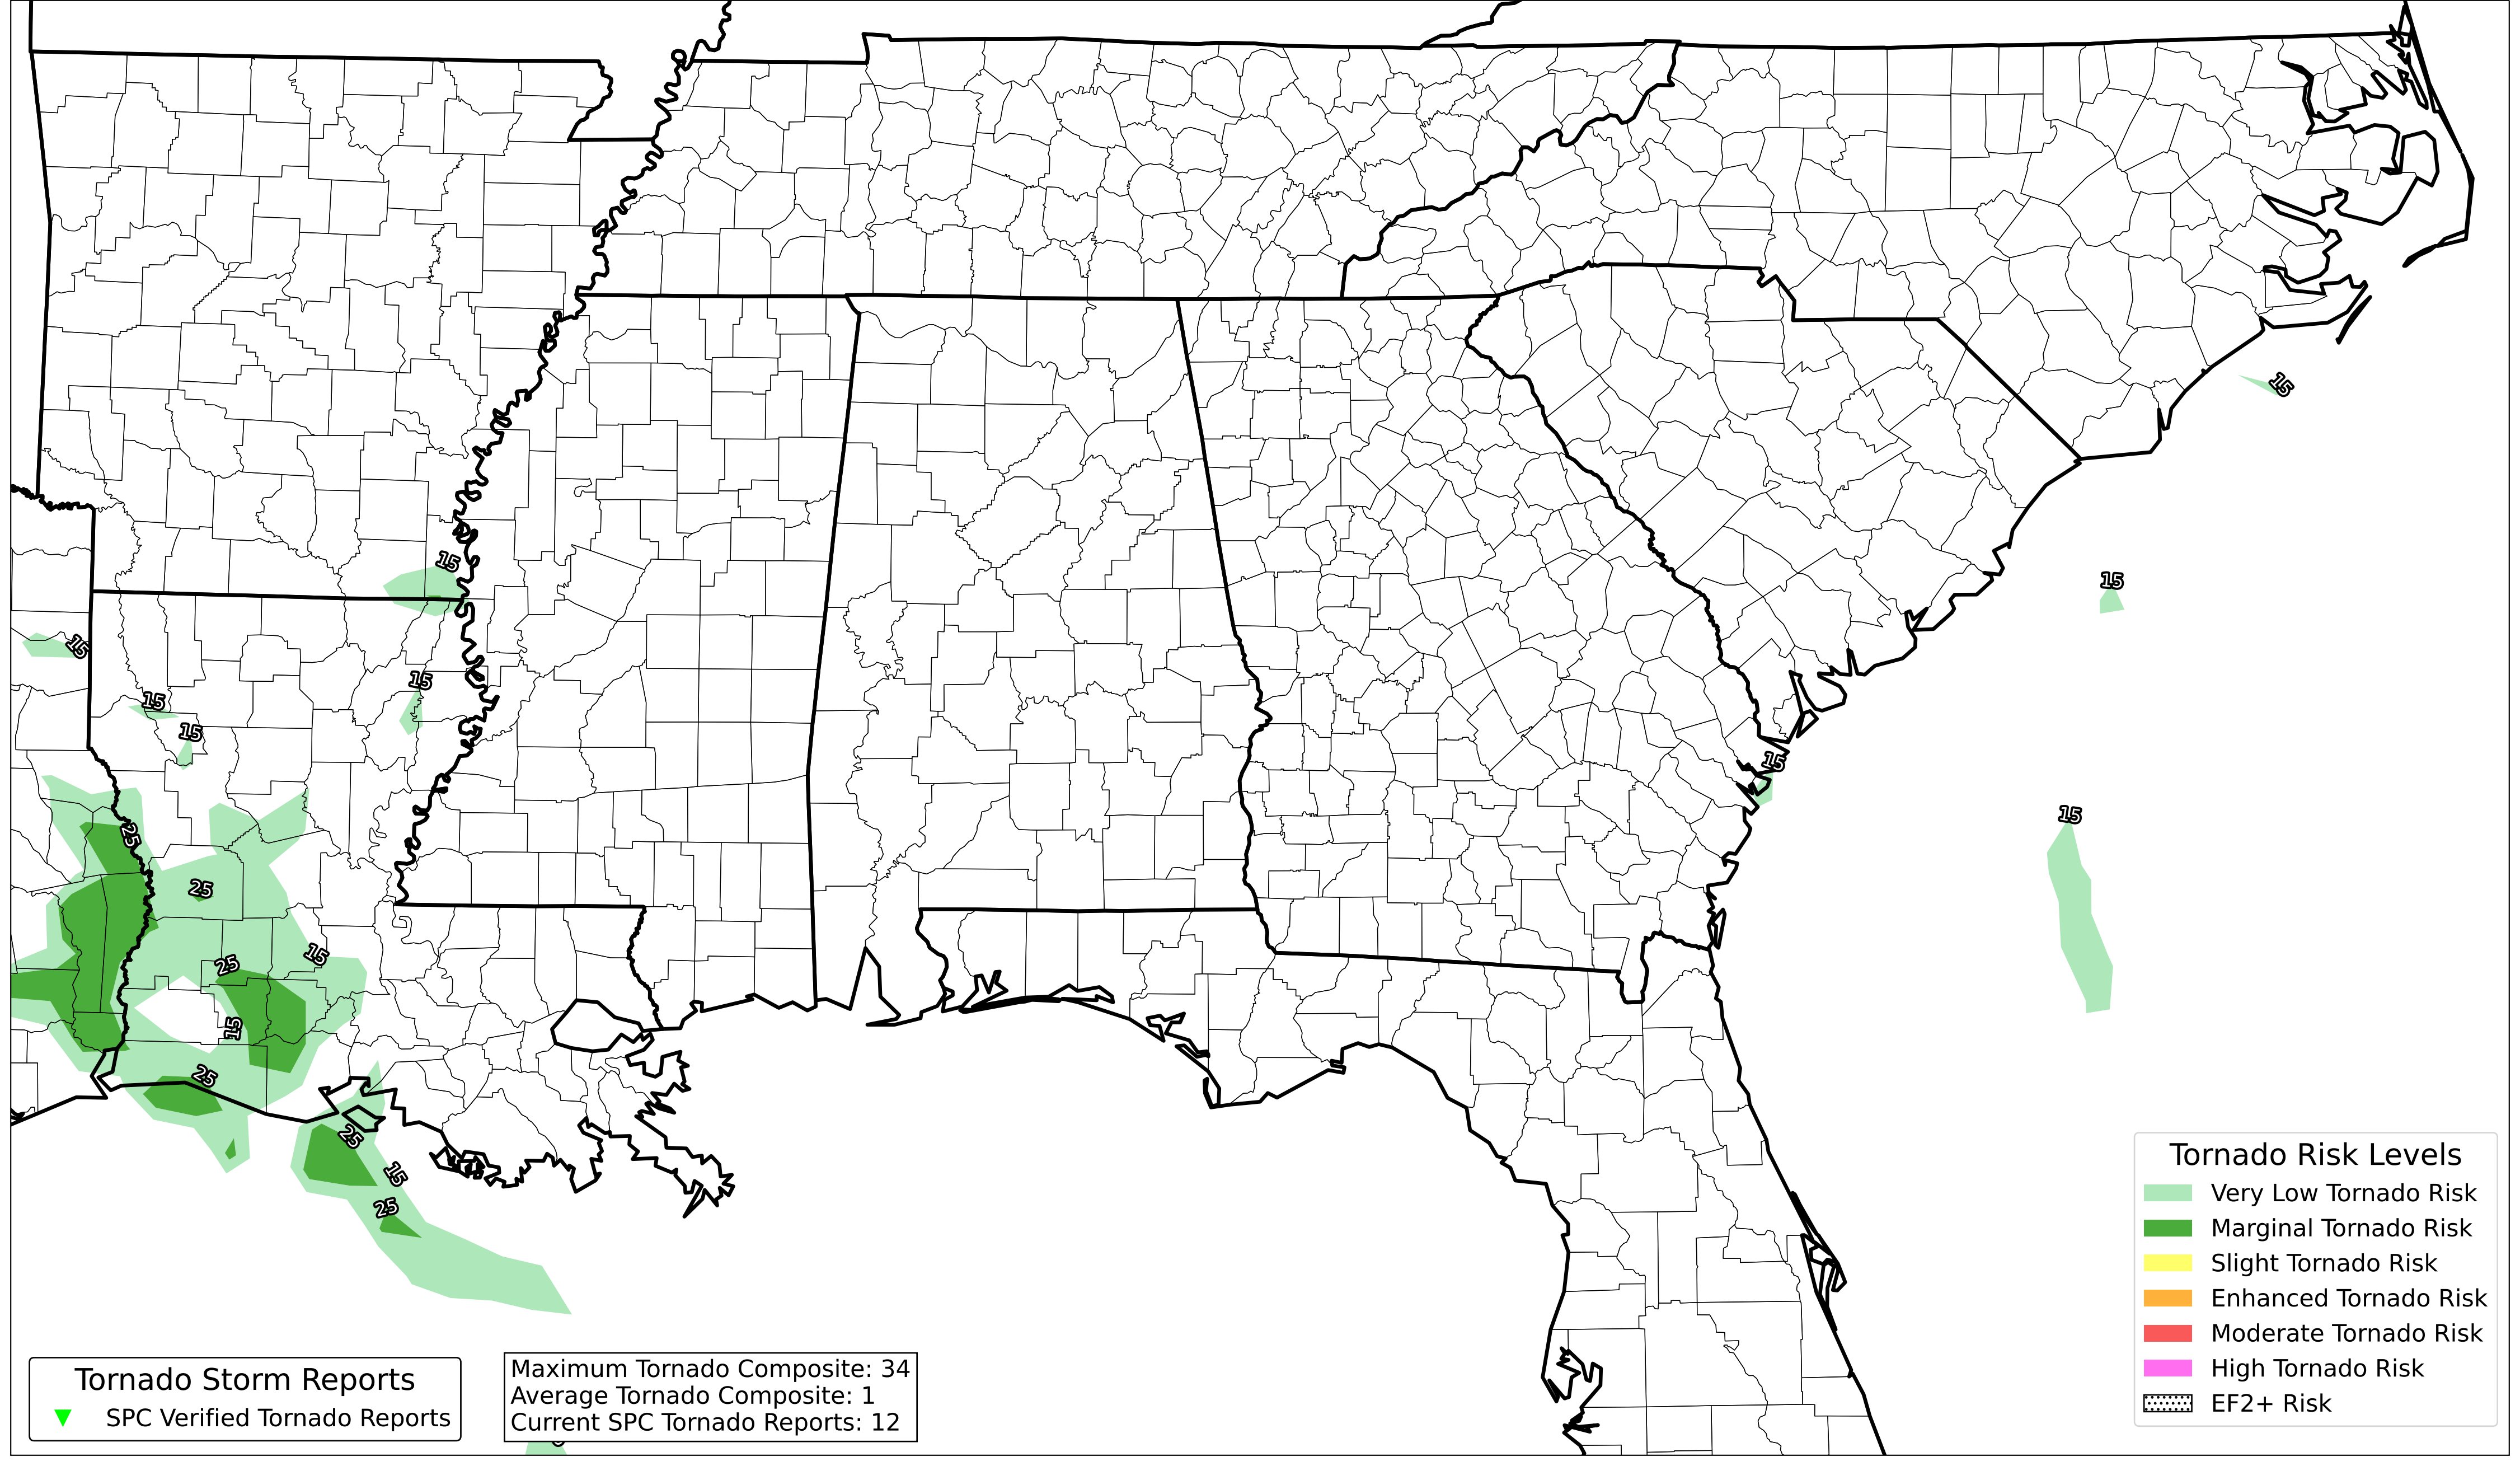 15
15
15
15
15
15
15
15
15
25
25
25
15
15
25
25
15
25
Tornado Risk Levels
Very Low Tornado Risk
Marginal Tornado Risk
Slight Tornado Risk
Enhanced Tornado Risk
Moderate Tornado Risk
High Tornado Risk
EF2+ Risk
Tornado Storm Reports
SPC Verified Tornado Reports
Maximum Tornado Composite: 34
Average Tornado Composite: 1
Current SPC Tornado Reports: 12